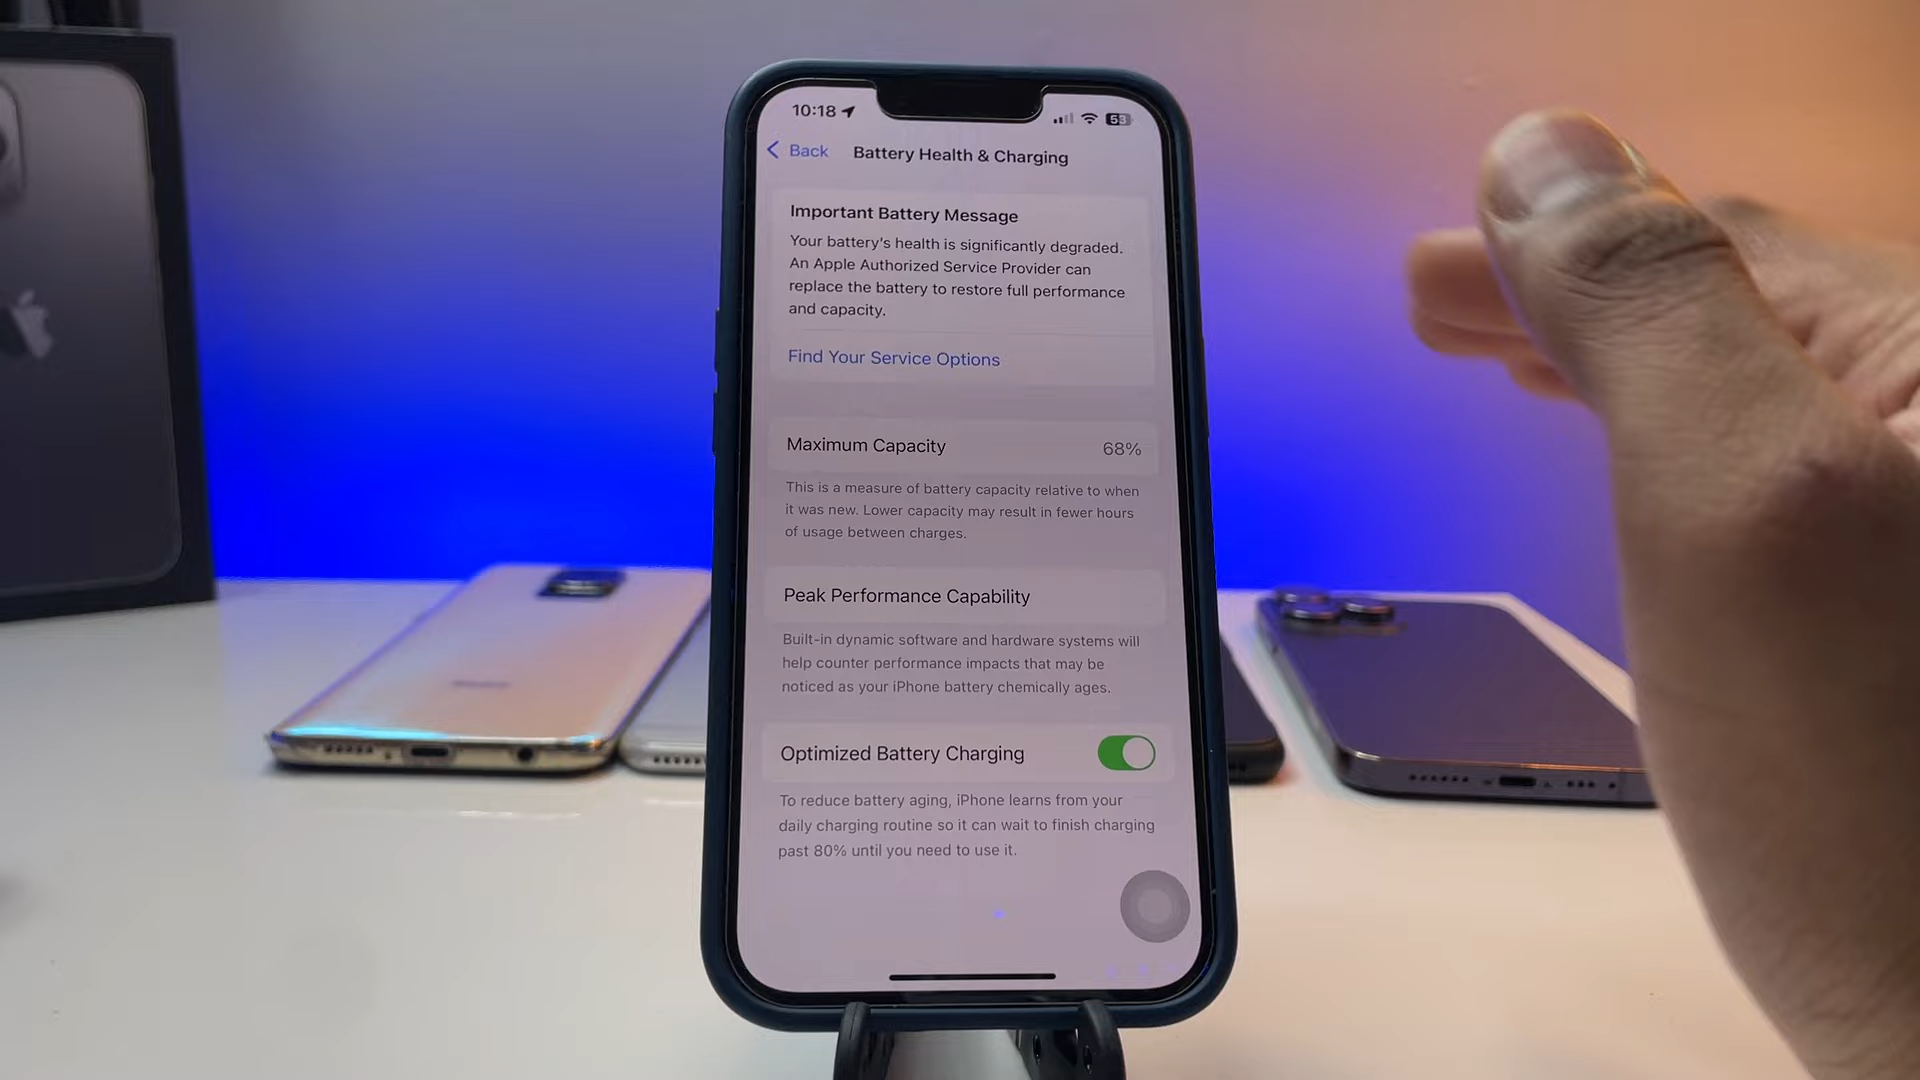 10:18
53
Back
Battery Health & Charging
Important Battery Message
Your battery's health is significantly degraded.
An Apple Authorized Service Provider can
replace the battery to restore full performance
and capacity.
Find Your Service Options
Maximum Capacity 68%
This is a measure of battery capacity relative to when
it was new. Lower capacity may result in fewer hours
of usage between charges.
Peak Performance Capability
Built-in dynamic software and hardware systems will
help counter performance impacts that may be
noticed as your iPhone battery chemically ages.
Optimized Battery Charging
To reduce battery aging, iPhone learns from your
daily charging routine so it can wait to finish charging
past 80% until you need to use it.